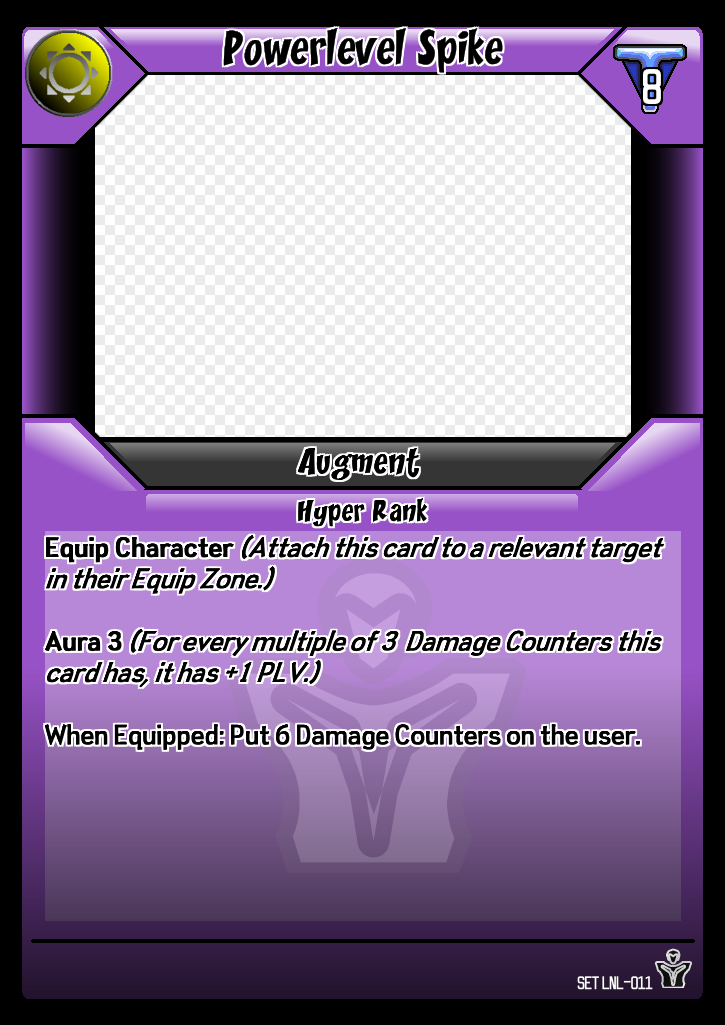 Powerlevel Spike
8
Augment
Hyper Rank
Equip Character (Attach this card to a relevant target
in their Equip Zone.)
Aura 3 (For every multiple of 3 Damage Counters this
card has, it has +1 PLV.)
When Equipped: Put 6 Damage Counters on the user.
SET LNL-011